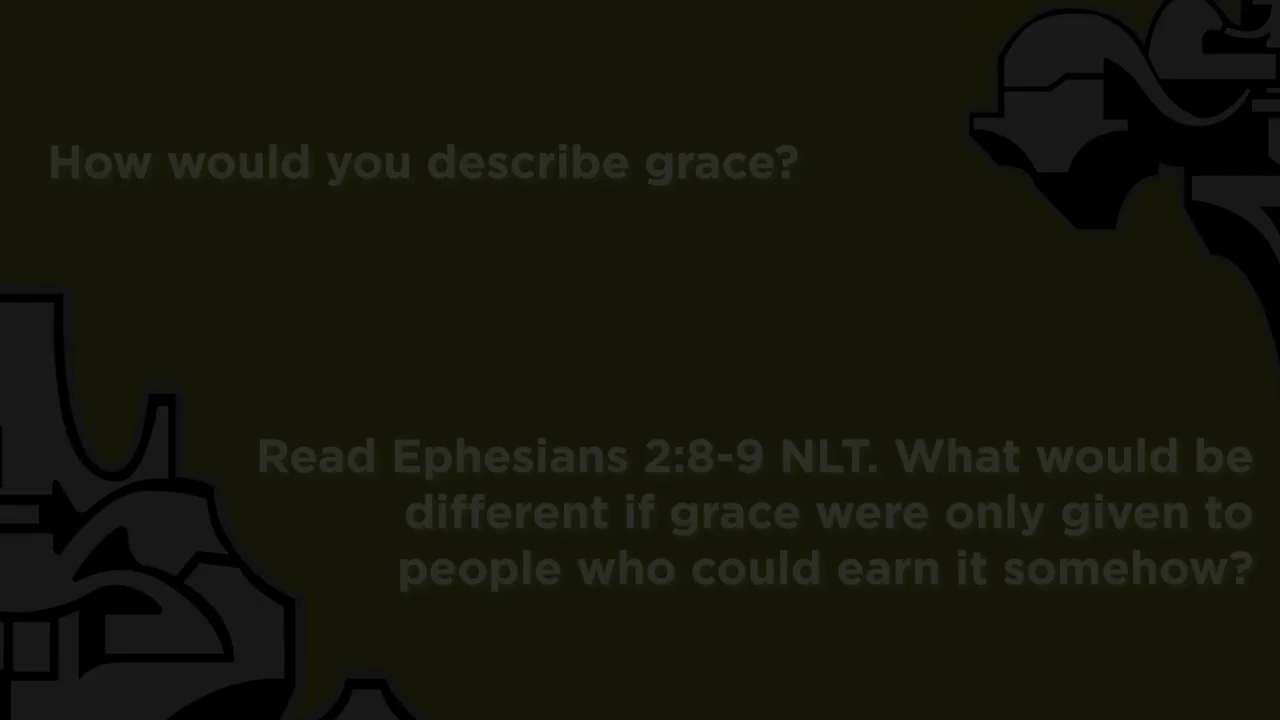 How would you describe grace?
Read Ephesians 2:8-9 NLT. What would be
different if grace were only given to
people who could earn it somehow?